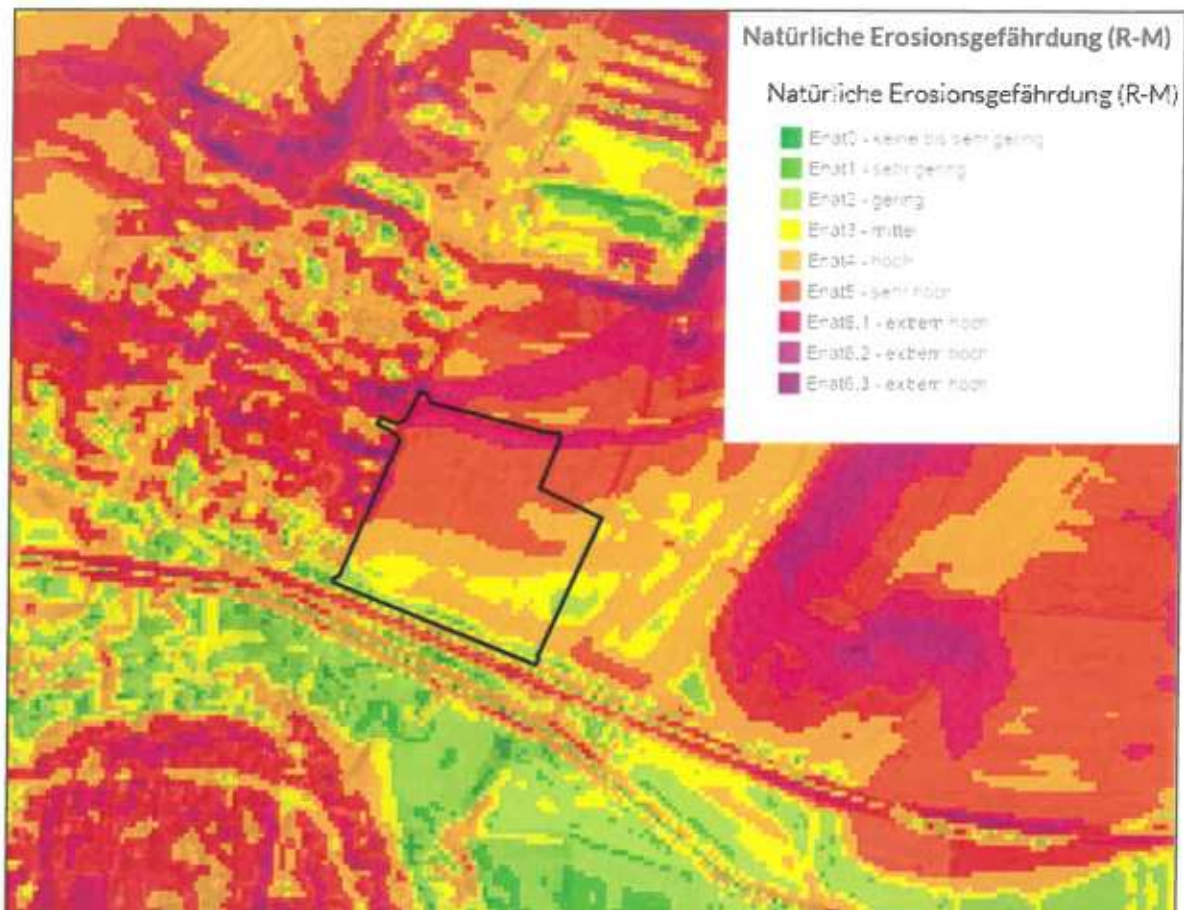 Natürliche Erosionsgefährdung (R-M)
Natürliche Erosionsgefährdung (R-M)
Enat0 - keine bis sehr gering
Enat1 - sehr gering
Enat2 - gering
Enat3 - mittel
Enat4 - hoch
Enat5 - sehr hoch
Enat6.1 - extrem hoch
Enat6.2 - extrem hoch
Enat6.3 - extrem hoch